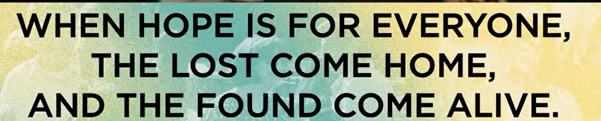 WHEN HOPE IS FOR EVERYONE,
THE LOST COME HOME,
AND THE FOUND COME ALIVE.